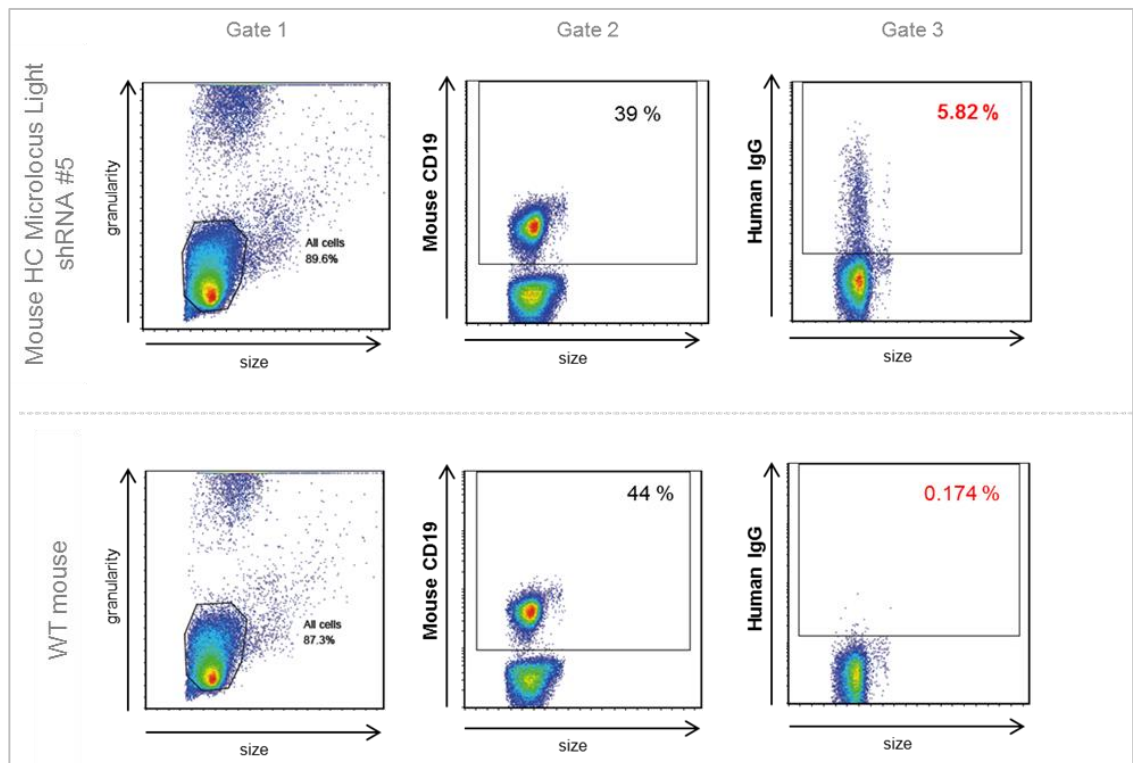 Gate 1
Gate 2
Gate 3
Mouse HC Microlocus Light
shRNA #5
granularity
All cells
89.6%
size
Mouse CD19
39 %
size
Human IgG
5.82 %
size
WT mouse
granularity
All cells
87.3%
size
Mouse CD19
44 %
size
Human IgG
0.174 %
size